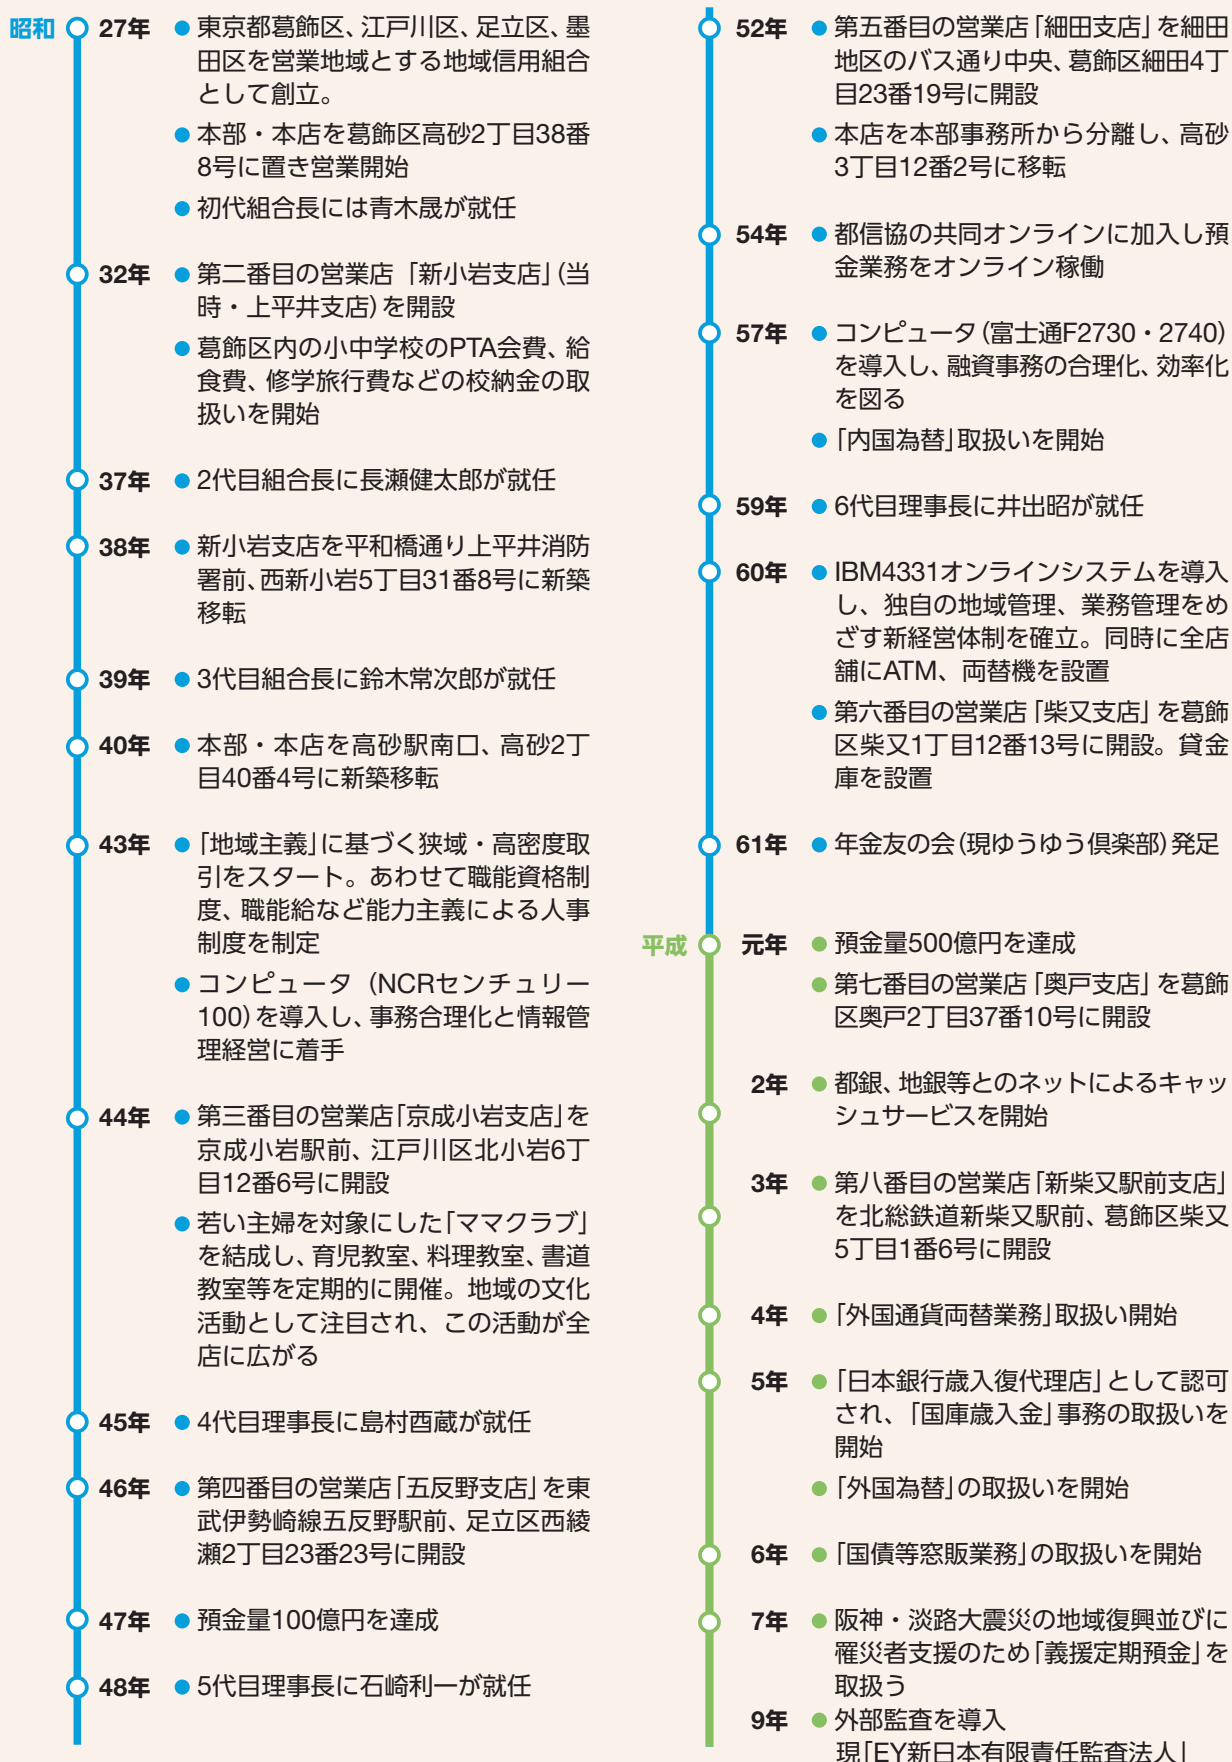 昭和 27年 ●東京都葛飾区、江戸川区、足立区、墨
田区を営業地域とする地域信用組合
として創立。
●本部・本店を葛飾区高砂2丁目38番
8号に置き営業開始
●初代組合長には青木晟が就任
32年 ●第二番目の営業店「新小岩支店」(当
時・上平井支店)を開設
●葛飾区内の小中学校のPTA会費、給
食費、修学旅行費などの校納金の取
扱いを開始
37年 ●2代目組合長に長瀬健太郎が就任
38年 ●新小岩支店を平和橋通り上平井消防
署前、西新小岩5丁目31番8号に新築
移転
39年 ●3代目組合長に鈴木常次郎が就任
40年 ●本部・本店を高砂駅南口、高砂2丁
目40番4号に新築移転
43年 ●「地域主義」に基づく狭域・高密度取
引をスタート。あわせて職能資格制
度、職能給など能力主義による人事
制度を制定
●コンピュータ(NCRセンチュリー
100)を導入し、事務合理化と情報管
理経営に着手
44年 ●第三番目の営業店「京成小岩支店」を
京成小岩駅前、江戸川区北小岩6丁
目12番6号に開設
●若い主婦を対象にした「ママクラブ」
を結成し、育児教室、料理教室、書道
教室等を定期的に開催。地域の文化
活動として注目され、この活動が全
店に広がる
45年 ●4代目理事長に島村酉蔵が就任
46年 ●第四番目の営業店「五反野支店」を東
武伊勢崎線五反野駅前、足立区西綾
瀬2丁目23番23号に開設
47年 ●預金量100億円を達成
48年 ●5代目理事長に石崎利一が就任
52年 ●第五番目の営業店「細田支店」を細田
地区のバス通り中央、葛飾区細田4丁
目23番19号に開設
●本店を本部事務所から分離し、高砂
3丁目12番2号に移転
54年 ●都信協の共同オンラインに加入し預
金業務をオンライン稼働
57年 ●コンピュータ(富士通F2730・2740)
を導入し、融資事務の合理化、効率化
を図る
●「内国為替」取扱いを開始
59年 ●6代目理事長に井出昭が就任
60年 ●IBM4331オンラインシステムを導入
し、独自の地域管理、業務管理をめ
ざす新経営体制を確立。同時に全店
舗にATM、両替機を設置
●第六番目の営業店「柴又支店」を葛飾
区柴又1丁目12番13号に開設。貸金
庫を設置
61年 ●年金友の会(現ゆうゆう倶楽部)発足
平成 元年 ●預金量500億円を達成
●第七番目の営業店「奥戸支店」を葛飾
区奥戸2丁目37番10号に開設
2年 ●都銀、地銀等とのネットによるキャッ
シュサービスを開始
3年 ●第八番目の営業店「新柴又駅前支店」
を北総鉄道新柴又駅前、葛飾区柴又
5丁目1番6号に開設
4年 ●「外国通貨両替業務」取扱い開始
5年 ●「日本銀行歳入復代理店」として認可
され、「国庫歳入金」事務の取扱いを
開始
●「外国為替」の取扱いを開始
6年 ●「国債等窓販業務」の取扱いを開始
7年 ●阪神・淡路大震災の地域復興並びに
罹災者支援のため「義援定期預金」を
取扱う
9年 ●外部監査を導入
現「EY新日本有限責任監査法人」